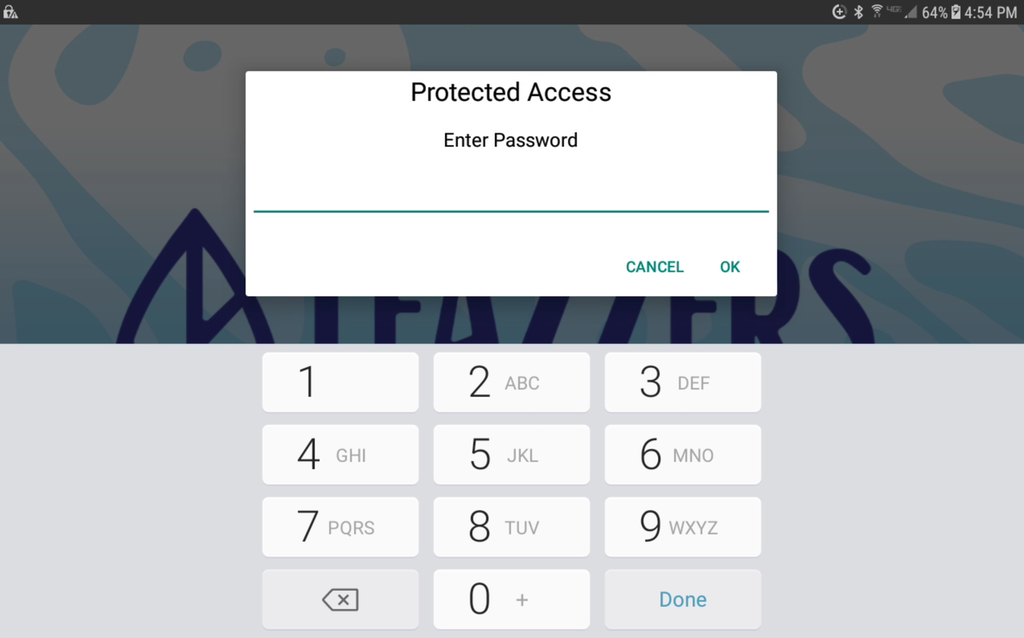 64% 4:54 PM
Protected Access
Enter Password
CANCEL OK
1 2 ABC 3 DEF
4 GHI 5 JKL 6 MNO
7 PQRS 8 TUV 9 WXYZ
0 + Done